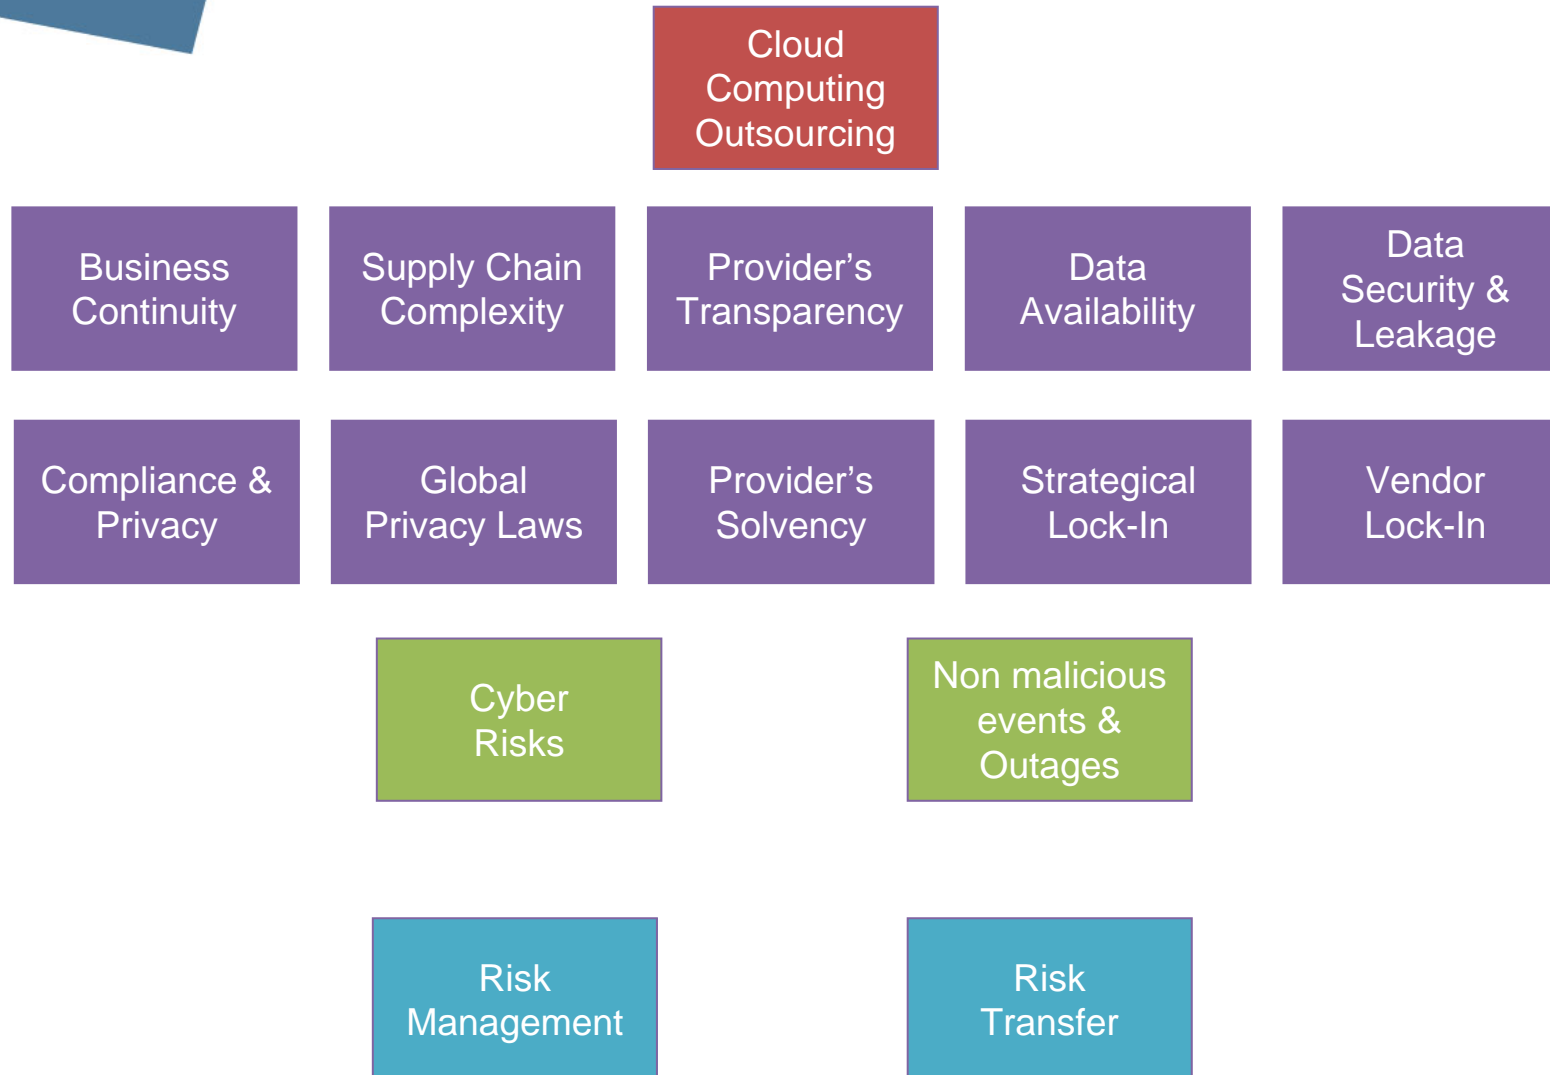 Cloud
Computing
Outsourcing
Business
Continuity
Supply Chain
Complexity
Provider’s
Transparency
Data
Availability
Data
Security &
Leakage
Compliance &
Privacy
Global
Privacy Laws
Provider’s
Solvency
Strategical
Lock-In
Vendor
Lock-In
Cyber
Risks
Non malicious
events &
Outages
Risk
Management
Risk
Transfer